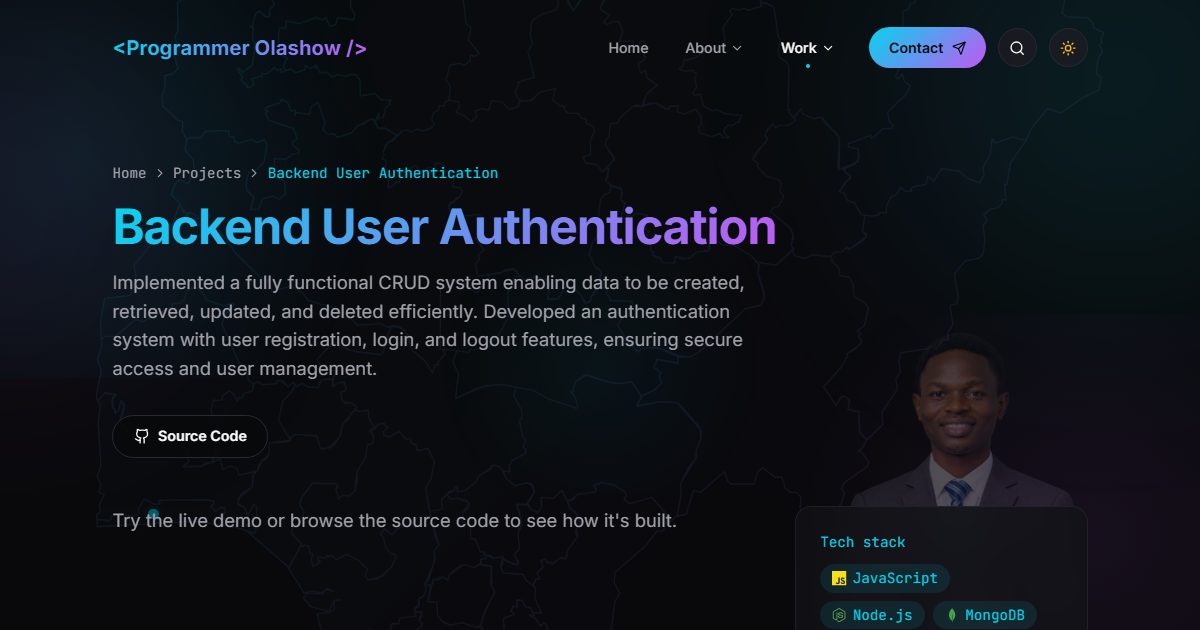 <Programmer Olashow />
Home
About
Work
Contact
Home > Projects > Backend User Authentication
Backend User Authentication
Implemented a fully functional CRUD system enabling data to be created,
retrieved, updated, and deleted efficiently. Developed an authentication
system with user registration, login, and logout features, ensuring secure
access and user management.
Source Code
Try the live demo or browse the source code to see how it's built.
Tech stack
JS JavaScript
Node.js
MongoDB